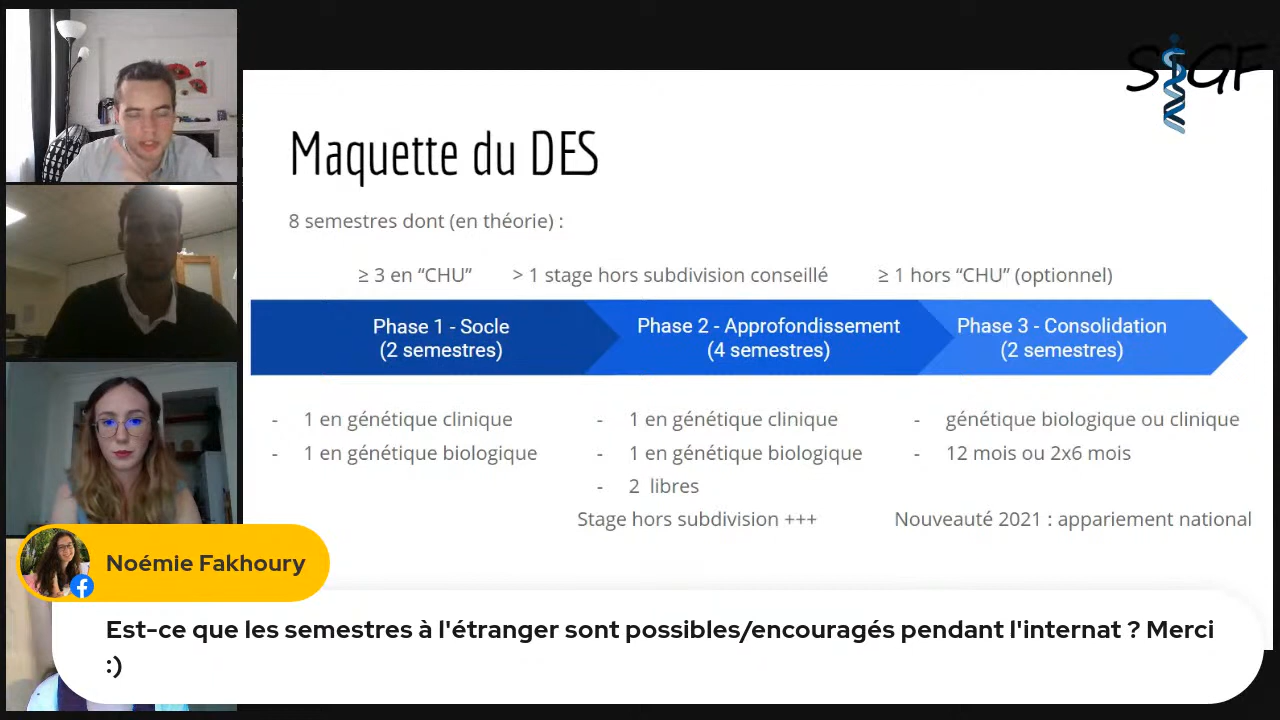 SIGF
Maquette du DES
8 semestres dont (en théorie) :
≥ 3 en “CHU” > 1 stage hors subdivision conseillé ≥ 1 hors “CHU” (optionnel)
Phase 1 - Socle
(2 semestres)
Phase 2 - Approfondissement
(4 semestres)
Phase 3 - Consolidation
(2 semestres)
- 1 en génétique clinique
- 1 en génétique biologique
- 1 en génétique clinique
- 1 en génétique biologique
- 2 libres
Stage hors subdivision +++
- génétique biologique ou clinique
- 12 mois ou 2x6 mois
Nouveauté 2021 : appariement national
Noémie Fakhoury
Est-ce que les semestres à l'étranger sont possibles/encouragés pendant l'internat ? Merci
:)